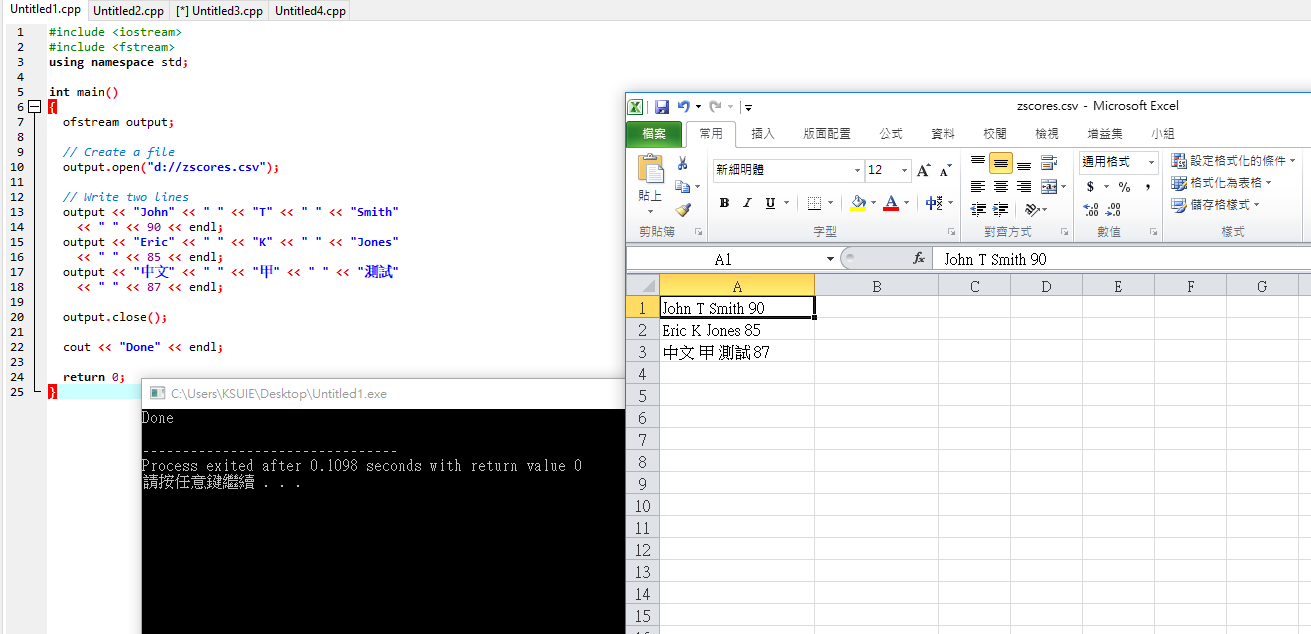 Untitled1.cpp Untitled2.cpp [*] Untitled3.cpp Untitled4.cpp
1 #include <iostream>
2 #include <fstream>
3 using namespace std;
4
5 int main()
6 {
7 ofstream output;
8
9 // Create a file
10 output.open("d://zscores.csv");
11
12 // Write two lines
13 output << "John" << " " << "T" << " " << "Smith"
14 << " " << 90 << endl;
15 output << "Eric" << " " << "K" << " " << "Jones"
16 << " " << 85 << endl;
17 output << "中文" << " " << "甲" << " " << "測試"
18 << " " << 87 << endl;
19
20 output.close();
21
22 cout << "Done" << endl;
23
24 return 0;
25 }
C:\Users\KSUIE\Desktop\Untitled1.exe
Done
--------------------------------
Process exited after 0.1098 seconds with return value 0
請按任意鍵繼續 . . .
zscores.csv - Microsoft Excel
檔案 常用 插入 版面配置 公式 資料 校閱 檢視 增益集 小組
新細明體 12 通用格式 設定格式化的條件
貼上 B I U A 中 $ % , 格式化為表格
.00 .00 儲存格樣式
剪貼簿 字型 對齊方式 數值 樣式
A1 fx John T Smith 90
A B C D E F G
1 John T Smith 90
2 Eric K Jones 85
3 中文 甲 測試 87
4
5
6
7
8
9
10
11
12
13
14
15